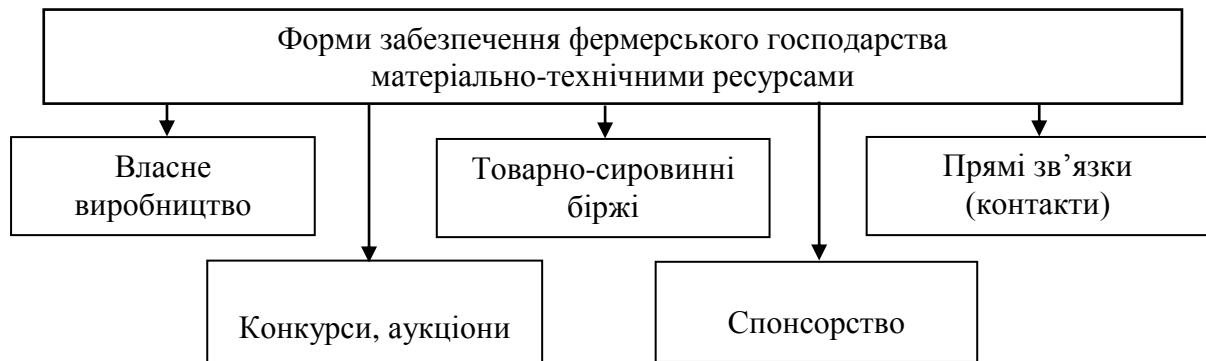 Форми забезпечення фермерського господарства
матеріально-технічними ресурсами
Власне
виробництво
Товарно-сировинні
біржі
Прямі зв’язки
(контакти)
Конкурси, аукціони
Спонсорство